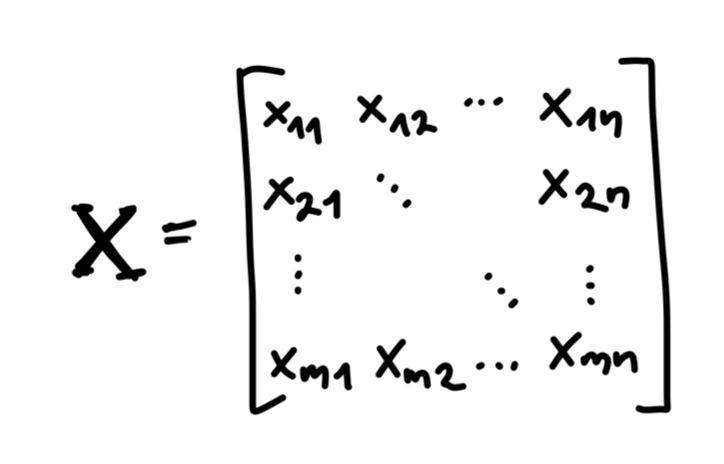 x₁₁ x₁₂ ⋯ x₁ₙ
x₂₁ ⋱ x₂ₙ
X =
⋮ ⋱ ⋮
xₘ₁ xₘ₂ ⋯ xₘₙ